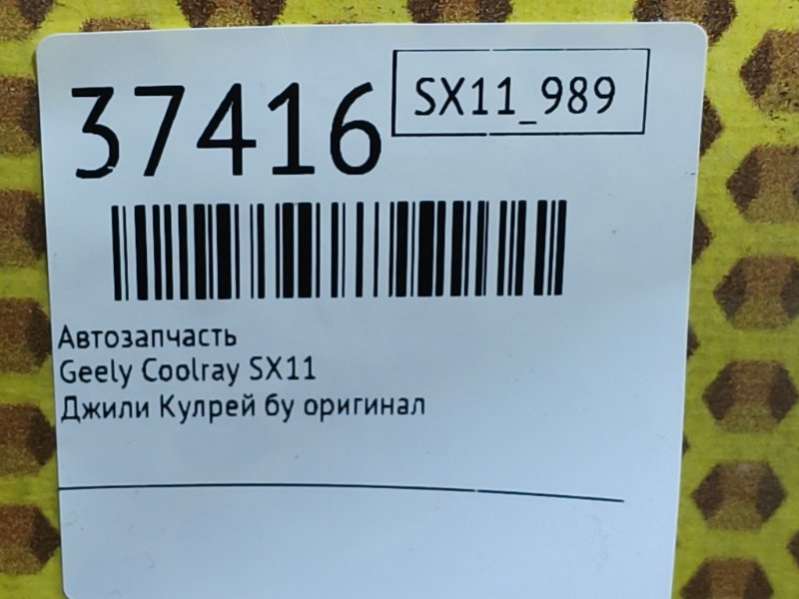 37416
SX11_989
Автозапчасть
Geely Coolray SX11
Джили Кулрей бу оригинал